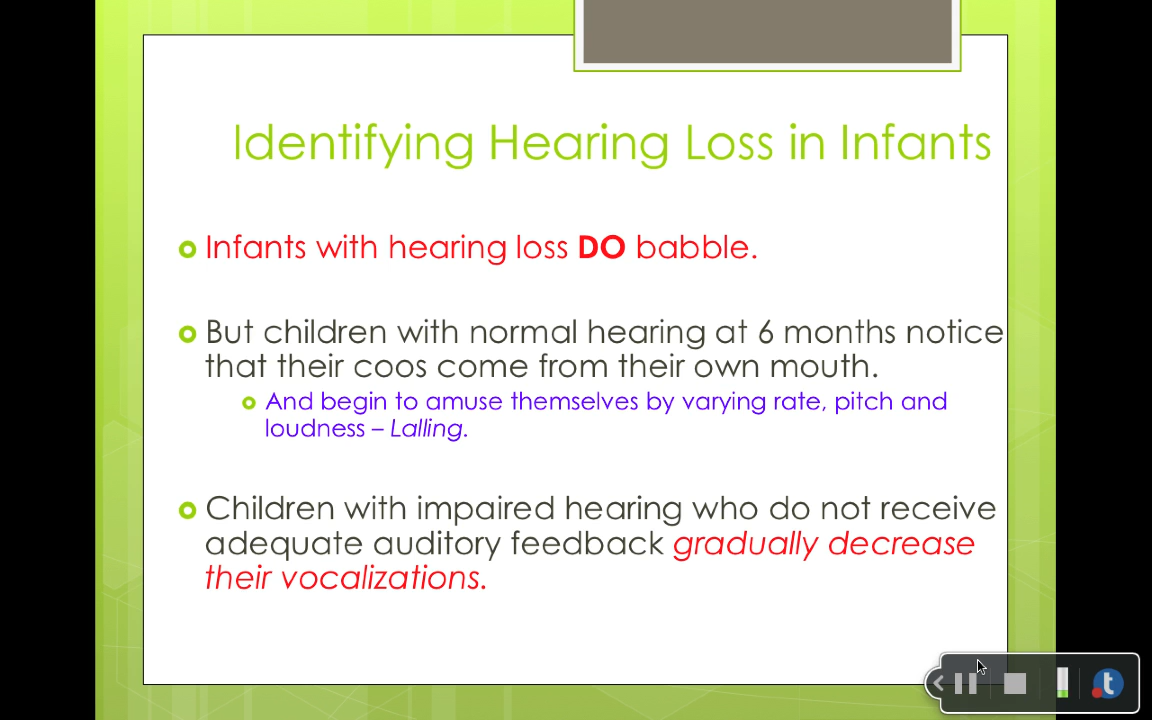 Identifying Hearing Loss in Infants
Infants with hearing loss DO babble.
But children with normal hearing at 6 months notice
that their coos come from their own mouth.
And begin to amuse themselves by varying rate, pitch and
loudness – Lalling.
Children with impaired hearing who do not receive
adequate auditory feedback gradually decrease
their vocalizations.
t